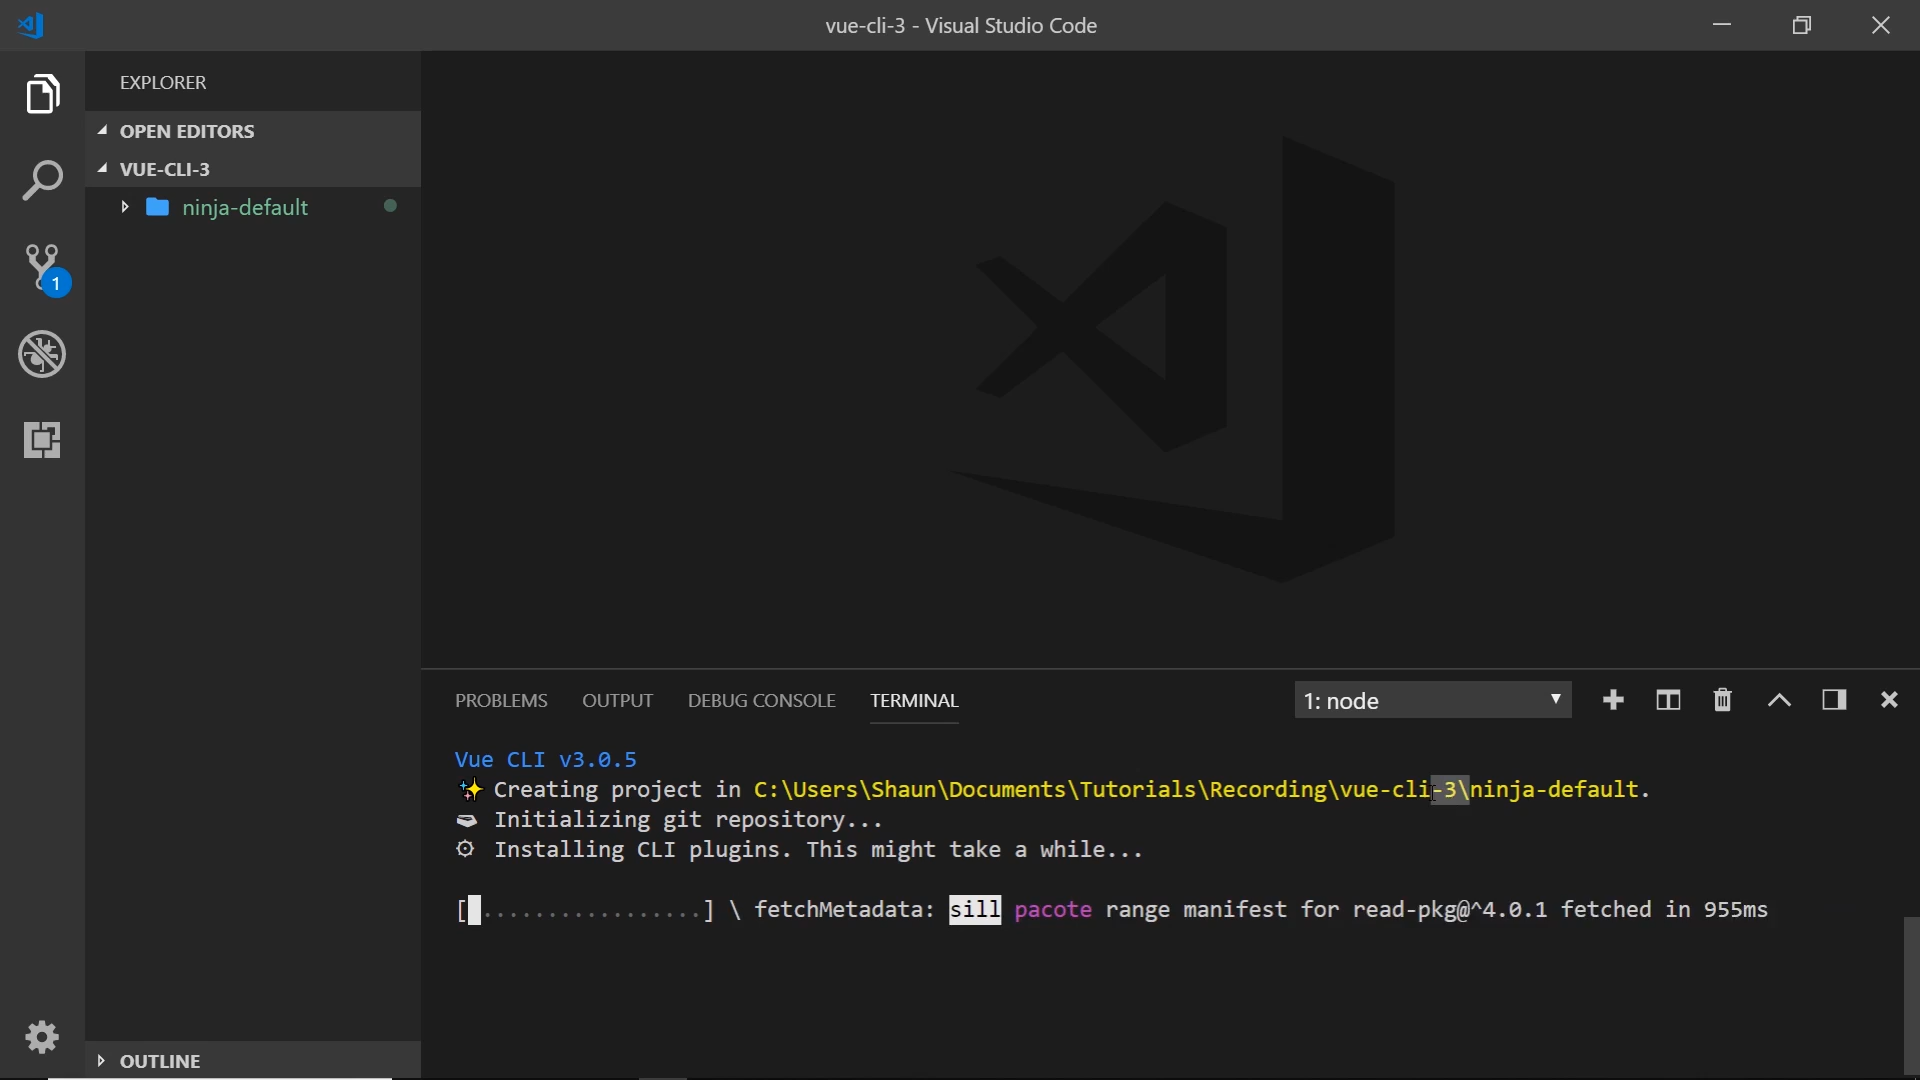 vue-cli-3 - Visual Studio Code
EXPLORER
OPEN EDITORS
VUE-CLI-3
ninja-default
1
OUTLINE
PROBLEMS OUTPUT DEBUG CONSOLE TERMINAL 1: node
Vue CLI v3.0.5
✨ Creating project in C:\Users\Shaun\Documents\Tutorials\Recording\vue-cli-3\ninja-default.
Initializing git repository...
Installing CLI plugins. This might take a while...
[ .................] \ fetchMetadata: sill pacote range manifest for read-pkg@^4.0.1 fetched in 955ms